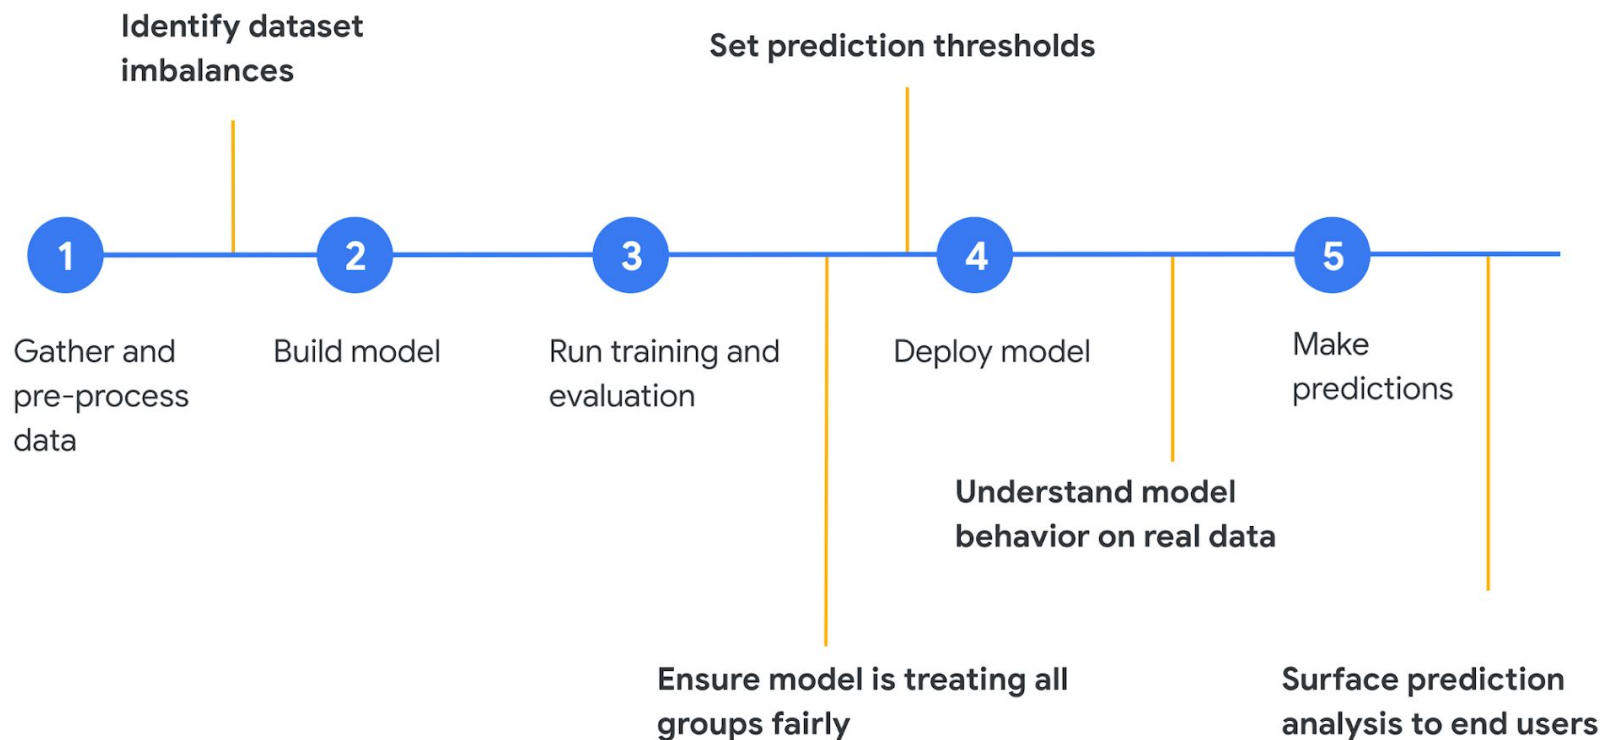 Identify dataset
imbalances
Set prediction thresholds
1
2
3
4
5
Gather and
pre-process
data
Build model
Run training and
evaluation
Deploy model
Make
predictions
Understand model
behavior on real data
Ensure model is treating all
groups fairly
Surface prediction
analysis to end users